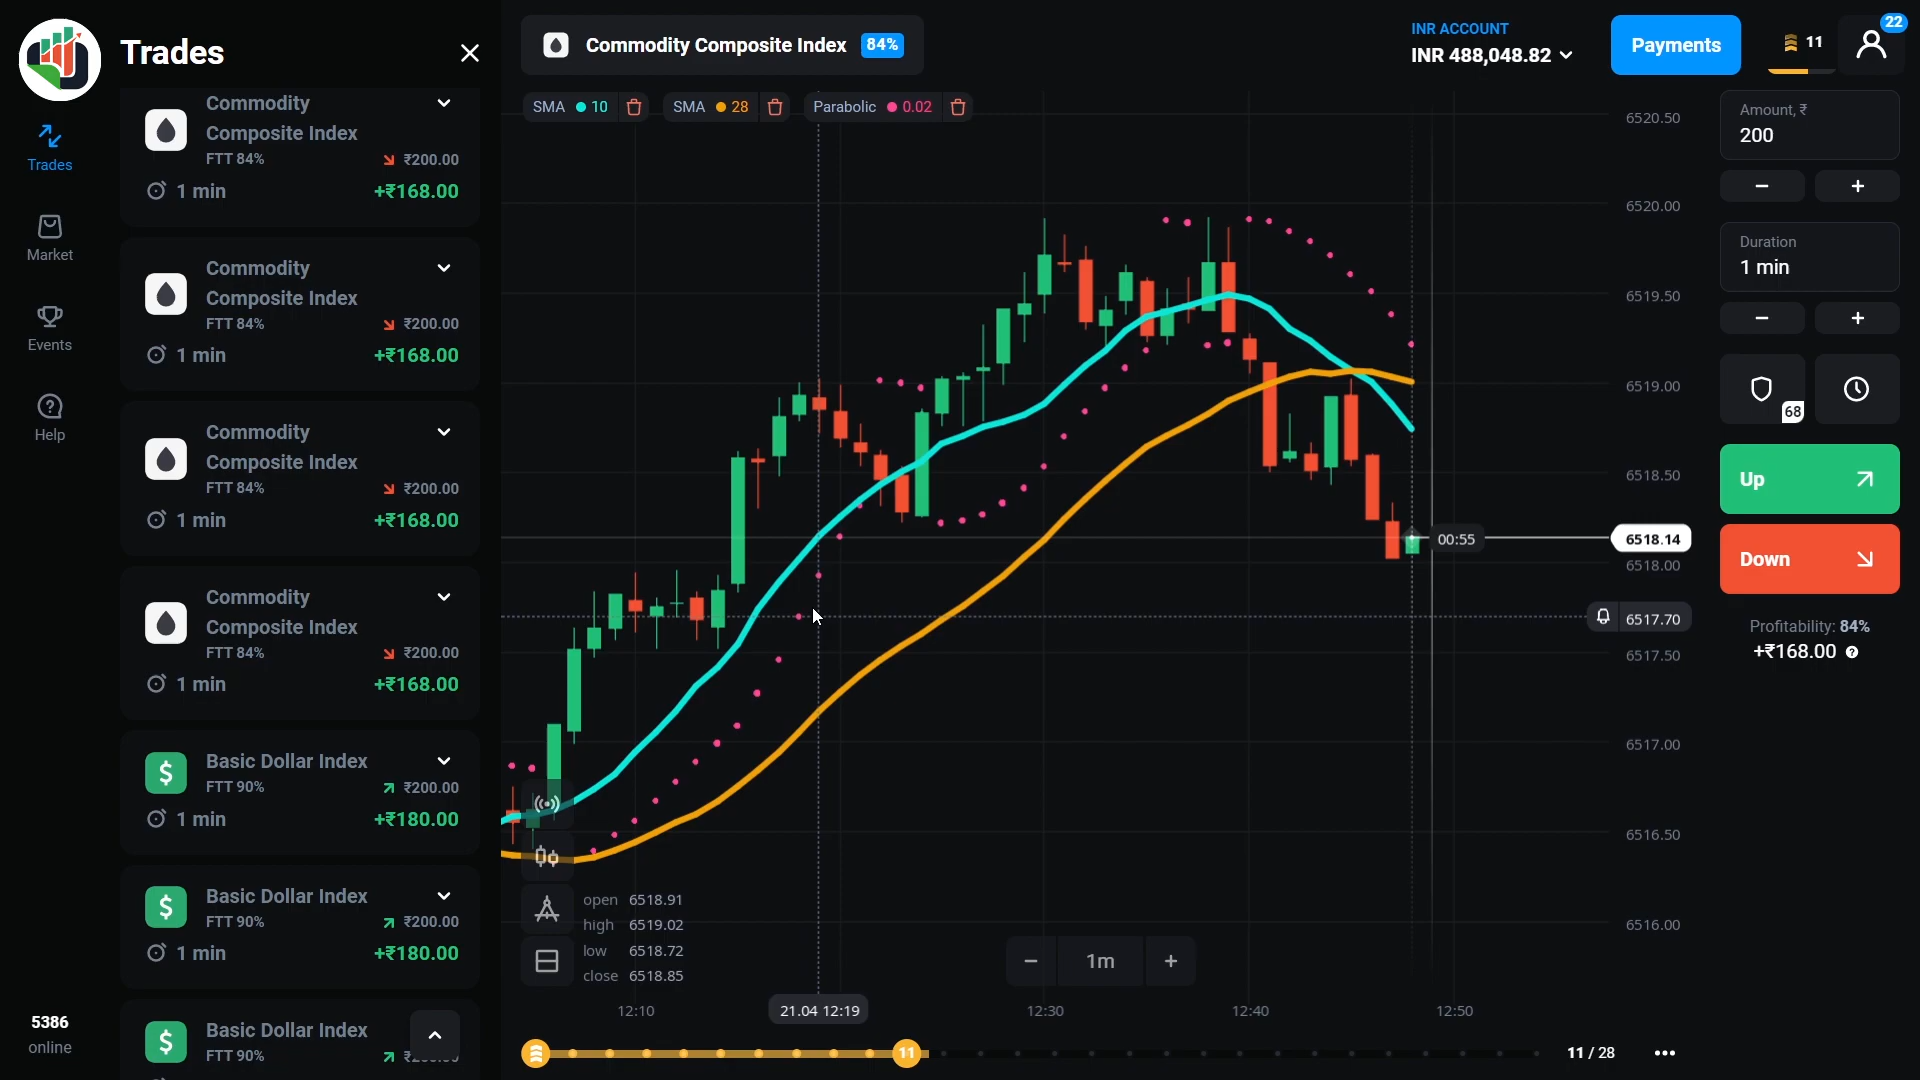 Trades
Commodity
Composite Index
FTT 84%
₹200.00
1 min
+₹168.00
Commodity
Composite Index
FTT 84%
₹200.00
1 min
+₹168.00
Commodity
Composite Index
FTT 84%
₹200.00
1 min
+₹168.00
Commodity
Composite Index
FTT 84%
₹200.00
1 min
+₹168.00
Basic Dollar Index
FTT 90%
₹200.00
1 min
+₹180.00
Basic Dollar Index
FTT 90%
₹200.00
1 min
+₹180.00
Basic Dollar Index
FTT 90%
Trades
Market
Events
Help
5386
online
Commodity Composite Index 84%
INR ACCOUNT
INR 488,048.82
Payments
11
22
SMA 10
SMA 28
Parabolic 0.02
6520.50
6520.00
6519.50
6519.00
6518.50
6518.14
6518.00
6517.70
6517.50
6517.00
6516.50
6516.00
00:55
open 6518.91
high 6519.02
low 6518.72
close 6518.85
1m
12:10
21.04 12:19
12:30
12:40
12:50
11
11 / 28
Amount, ₹
200
Duration
1 min
68
Up
Down
Profitability: 84%
+₹168.00